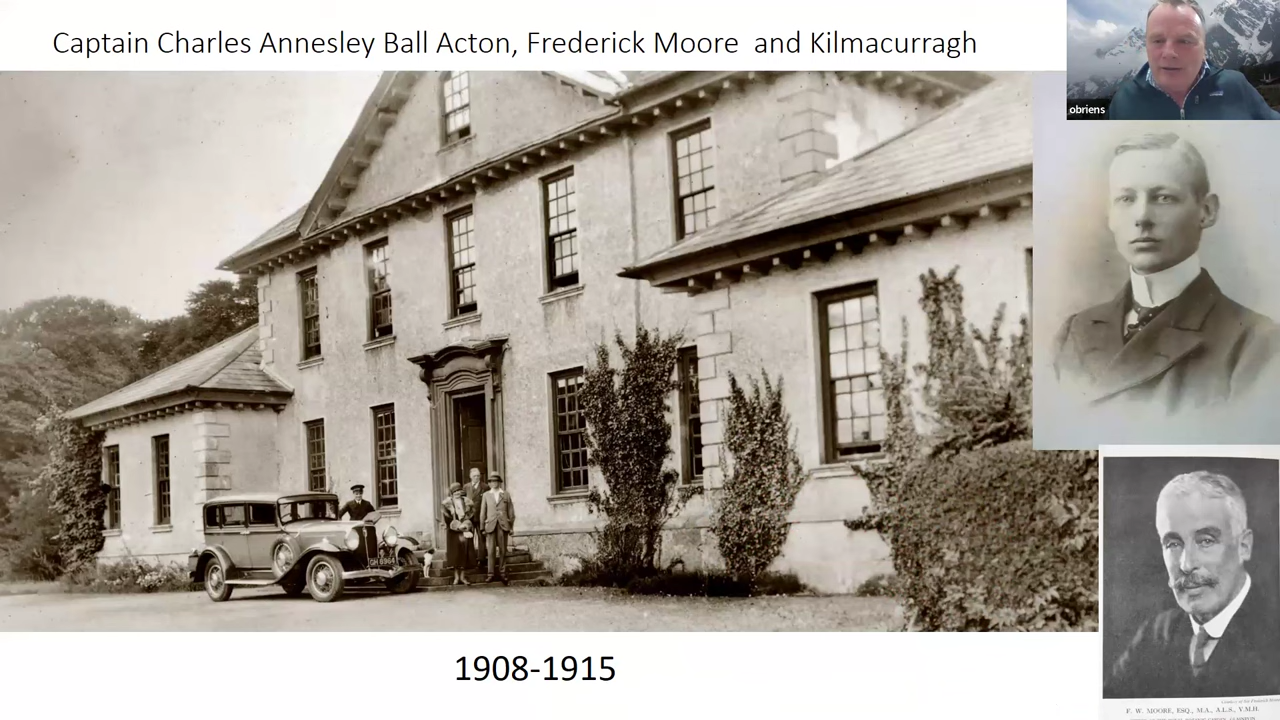 Captain Charles Annesley Ball Acton, Frederick Moore and Kilmacurragh
obriens
1908-1915
F. W. MOORE, ESQ., M.A., A.L.S., V.M.H.